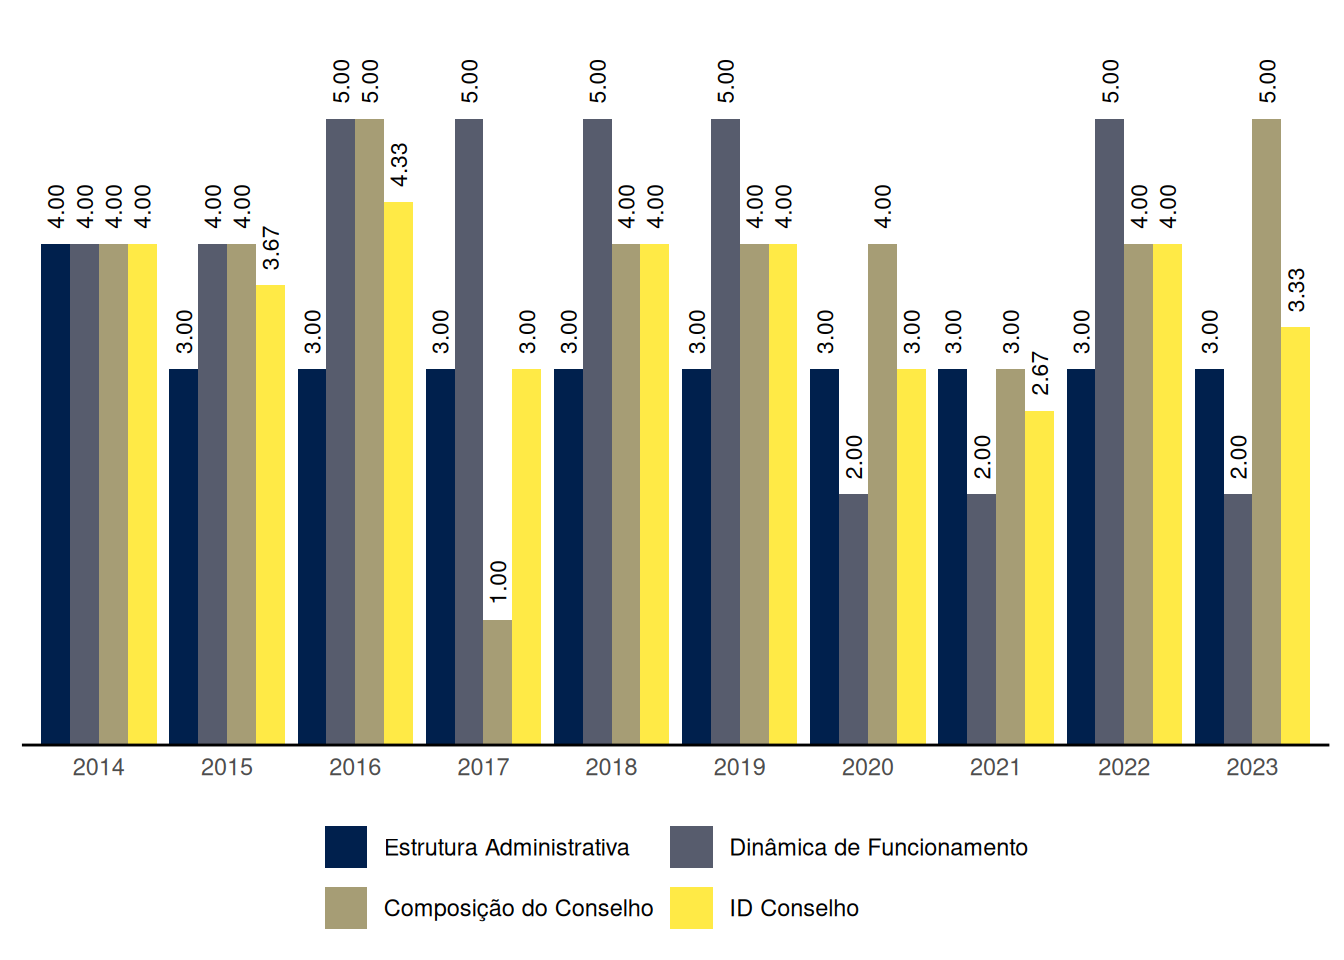 5.00 5.00 5.00 5.00 5.00 5.00 5.00
4.33
4.00 4.00 4.00 4.00 4.00 4.00 4.00 4.00 4.00 4.00 4.00 4.00 4.00
3.67
3.33
3.00 3.00 3.00 3.00 3.00 3.00 3.00 3.00 3.00 3.00 3.00 3.00
2.67
2.00 2.00 2.00
1.00
2014 2015 2016 2017 2018 2019 2020 2021 2022 2023
Estrutura Administrativa Dinâmica de Funcionamento
Composição do Conselho ID Conselho